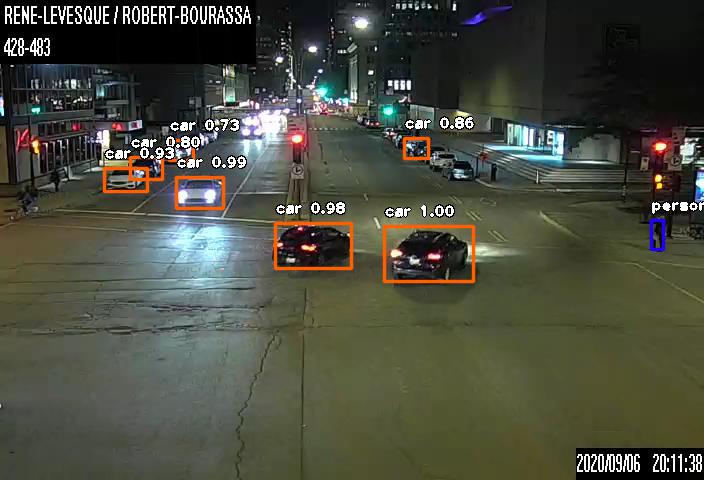 RENE-LEVESQUE / ROBERT-BOURASSA
428-483
car 0.73
car 0.86
car 0.80
car 0.93
car 0.99
person
car 0.98
car 1.00
2020/09/06 20:11:38